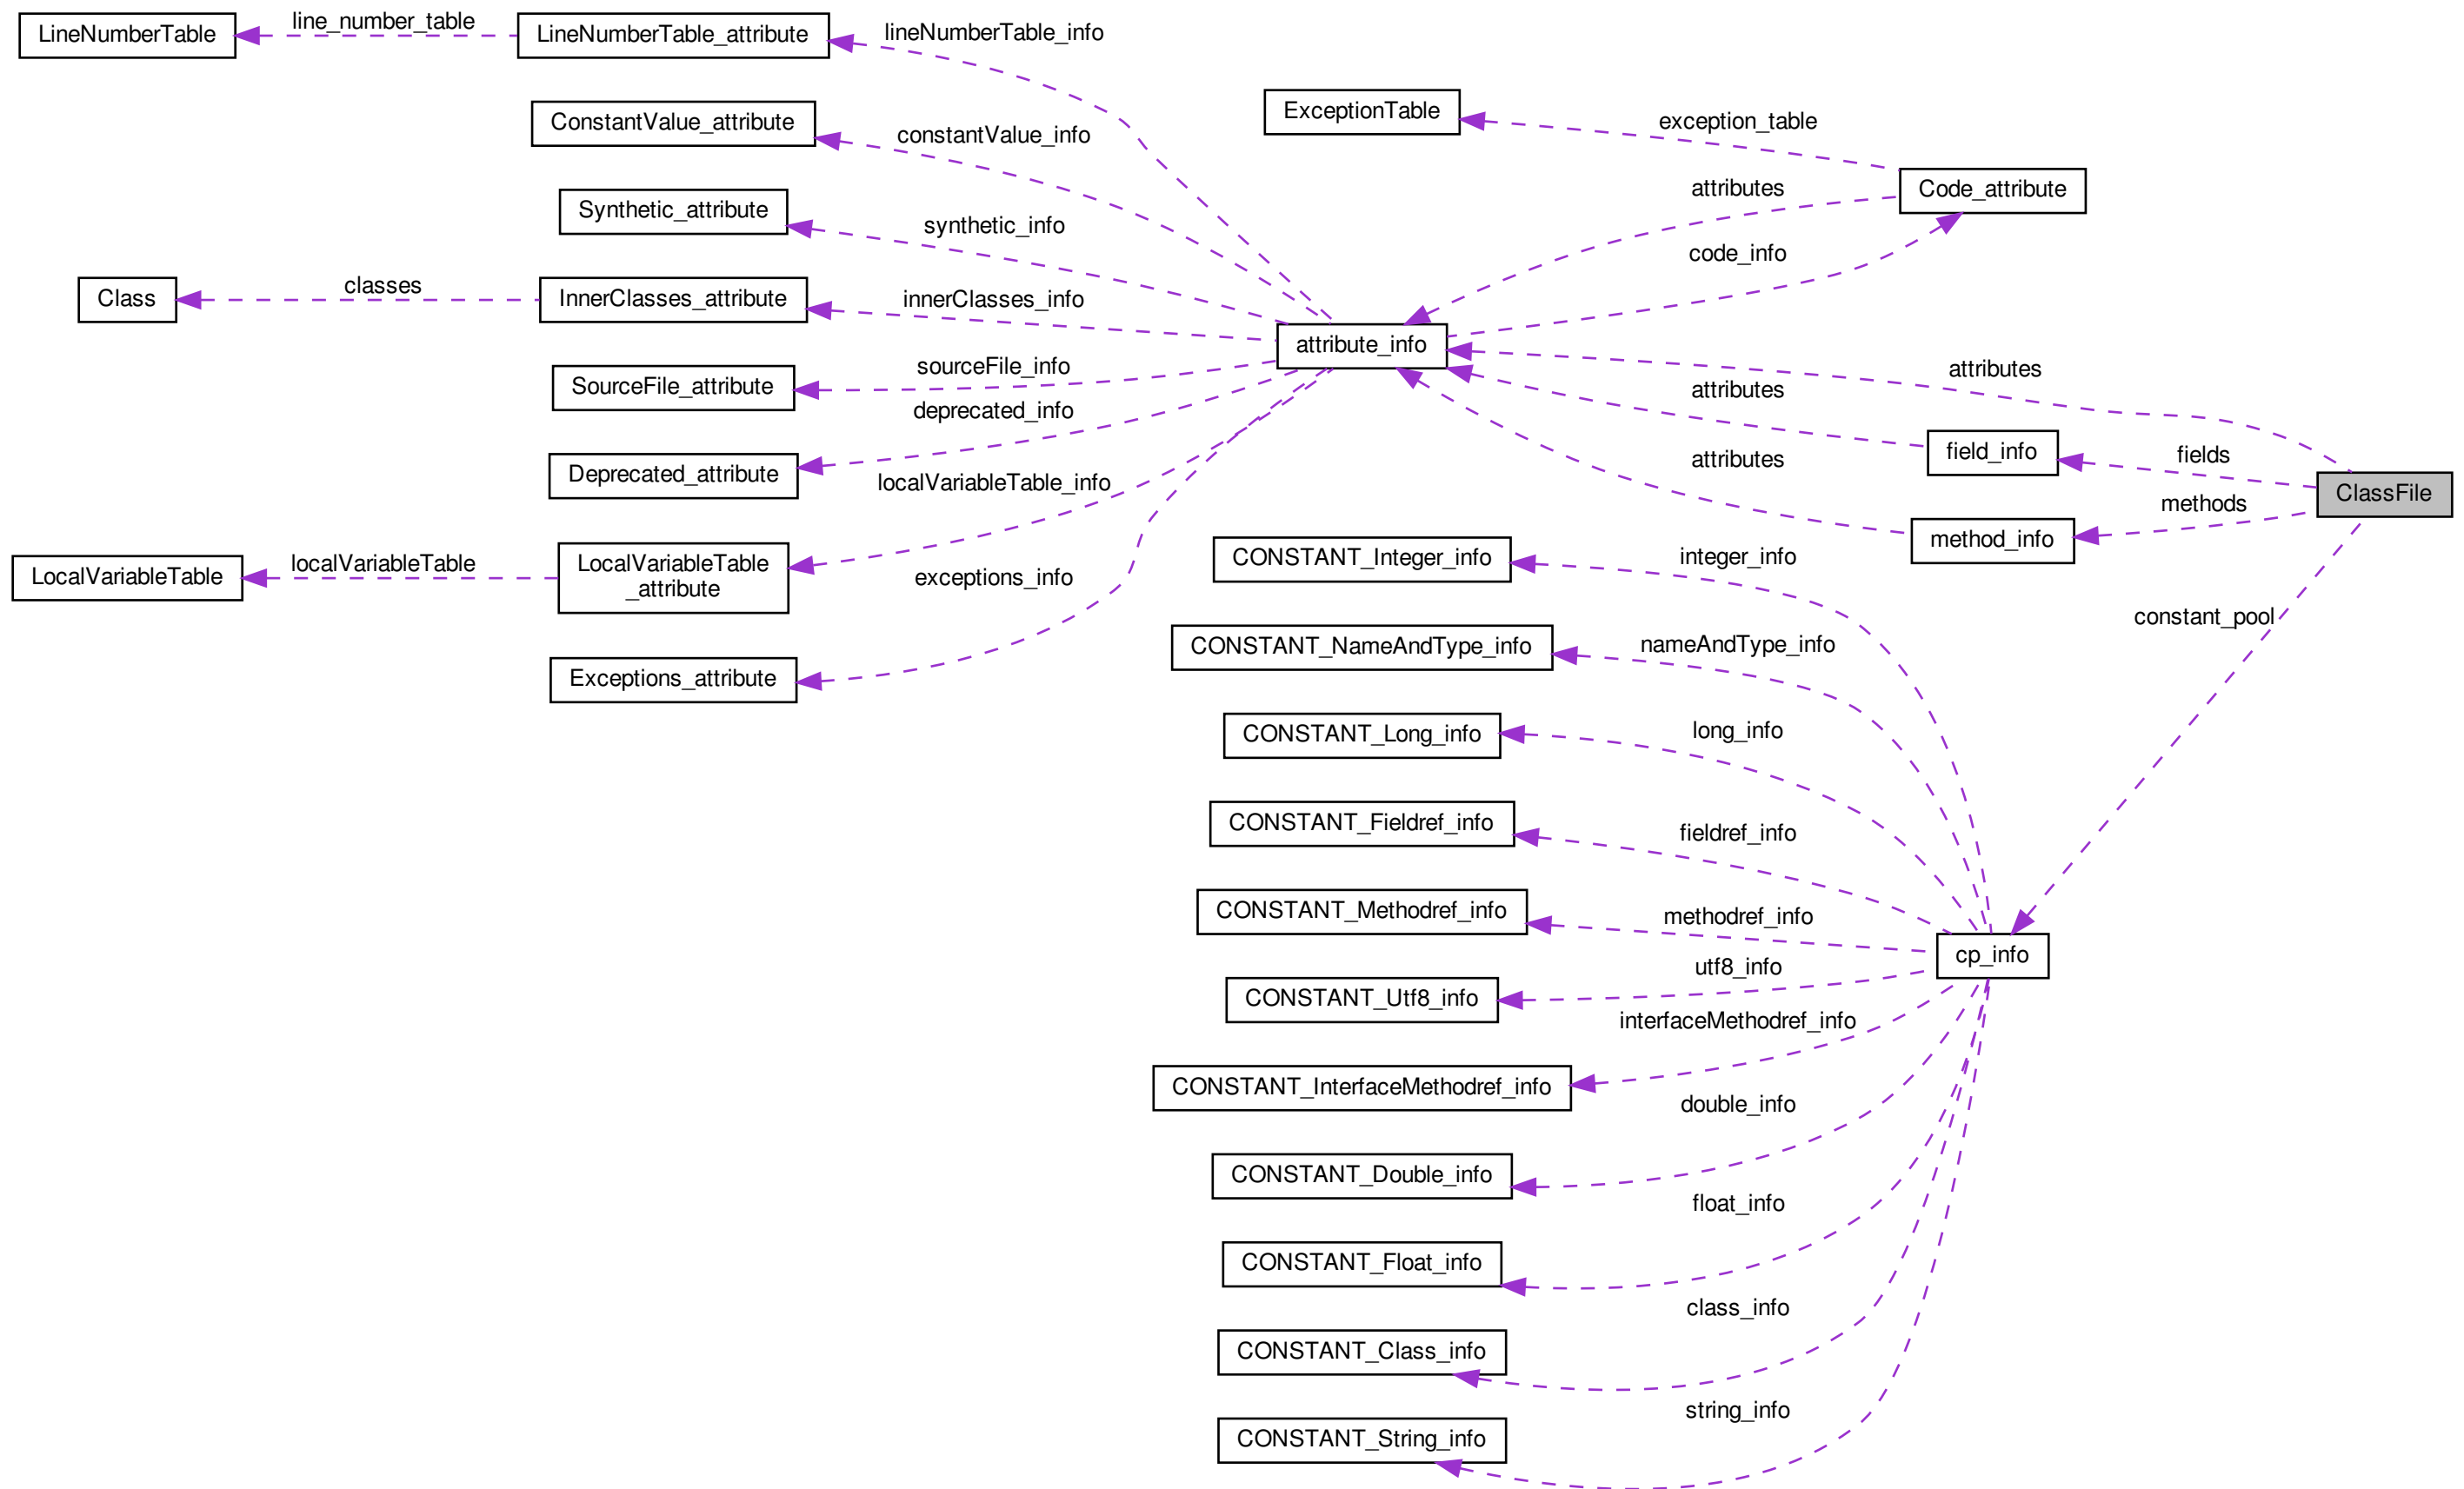 LineNumberTable
line_number_table
LineNumberTable_attribute
lineNumberTable_info
ConstantValue_attribute
constantValue_info
ExceptionTable
exception_table
Synthetic_attribute
synthetic_info
attributes
Code_attribute
code_info
Class
classes
InnerClasses_attribute
innerClasses_info
attribute_info
SourceFile_attribute
sourceFile_info
attributes
attributes
deprecated_info
Deprecated_attribute
field_info
fields
attributes
localVariableTable_info
ClassFile
methods
method_info
LocalVariableTable
localVariableTable
LocalVariableTable
_attribute
exceptions_info
Exceptions_attribute
CONSTANT_Integer_info
integer_info
constant_pool
CONSTANT_NameAndType_info
nameAndType_info
CONSTANT_Long_info
long_info
CONSTANT_Fieldref_info
fieldref_info
CONSTANT_Methodref_info
methodref_info
cp_info
CONSTANT_Utf8_info
utf8_info
interfaceMethodref_info
CONSTANT_InterfaceMethodref_info
double_info
CONSTANT_Double_info
float_info
CONSTANT_Float_info
class_info
CONSTANT_Class_info
string_info
CONSTANT_String_info